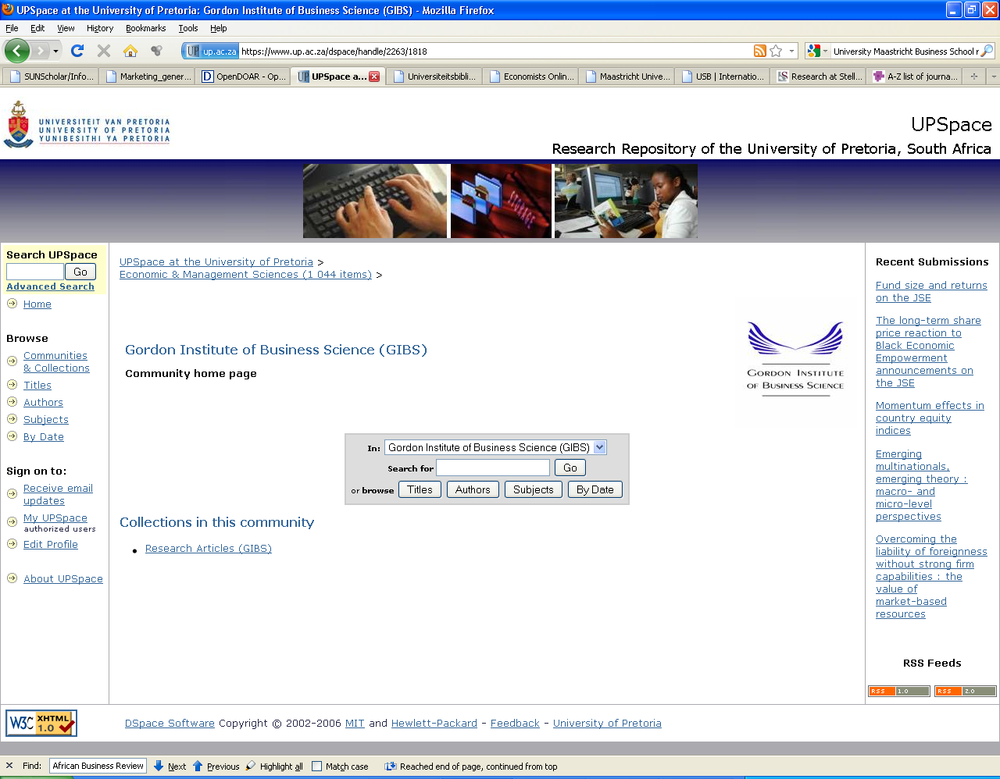 UPSpace at the University of Pretoria: Gordon Institute of Business Science (GIBS) - Mozilla Firefox
File Edit View History Bookmarks Tools Help
UP up.ac.za https://www.up.ac.za/dspace/handle/2263/1818
University Maastricht Business School r
SUNScholar/Info...
Marketing_gener...
OpenDOAR - Op...
UPSpace a...
Universiteitsbibli...
Economists Onlin...
Maastricht Unive...
USB | Internatio...
Research at Stell...
A-Z list of journa...
UNIVERSITEIT VAN PRETORIA
UNIVERSITY OF PRETORIA
YUNIBESITHI YA PRETORIA
UPSpace
Research Repository of the University of Pretoria, South Africa
STORAGE
Search UPSpace
Go
Advanced Search
Home
Browse
Communities
& Collections
Titles
Authors
Subjects
By Date
Sign on to:
Receive email
updates
My UPSpace
authorized users
Edit Profile
About UPSpace
UPSpace at the University of Pretoria >
Economic & Management Sciences (1 044 items) >
Gordon Institute of Business Science (GIBS)
Community home page
GORDON INSTITUTE
OF BUSINESS SCIENCE
In: Gordon Institute of Business Science (GIBS)
Search for Go
or browse Titles Authors Subjects By Date
Collections in this community
Research Articles (GIBS)
Recent Submissions
Fund size and returns
on the JSE
The long-term share
price reaction to
Black Economic
Empowerment
announcements on
the JSE
Momentum effects in
country equity
indices
Emerging
multinationals,
emerging theory :
macro- and
micro-level
perspectives
Overcoming the
liability of foreignness
without strong firm
capabilities : the
value of
market-based
resources
RSS Feeds
RSS 1.0
RSS 2.0
W3C XHTML 1.0
DSpace Software Copyright © 2002-2006 MIT and Hewlett-Packard - Feedback - University of Pretoria
Find: African Business Review Next Previous Highlight all Match case Reached end of page, continued from top